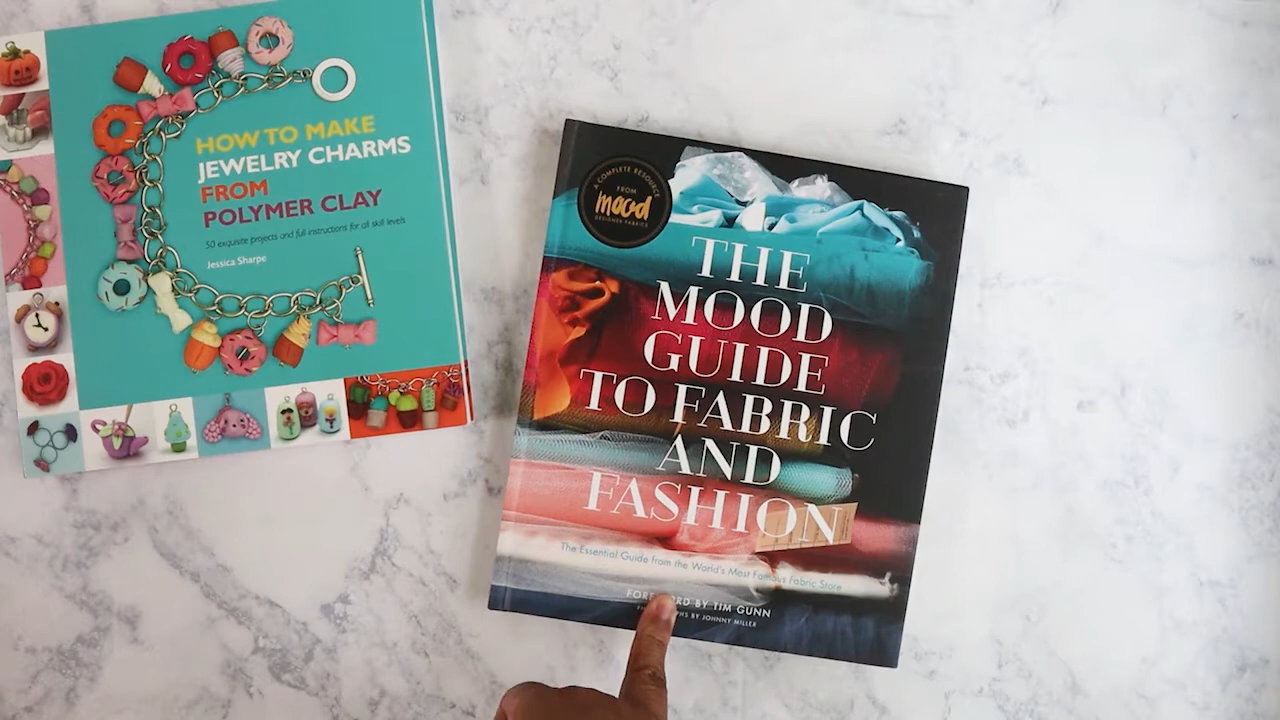 HOW TO MAKE
JEWELRY CHARMS
FROM
POLYMER CLAY
50 exquisite projects and full instructions for all skill levels
Jessica Sharpe
A COMPLETE RESOURCE
FROM
mood
DESIGNER FABRICS
THE
MOOD
GUIDE
TO FABRIC
AND
FASHION
The Essential Guide from the World's Most Famous Fabric Store
BY TIM GUNN
BY JOHNNY MILLER